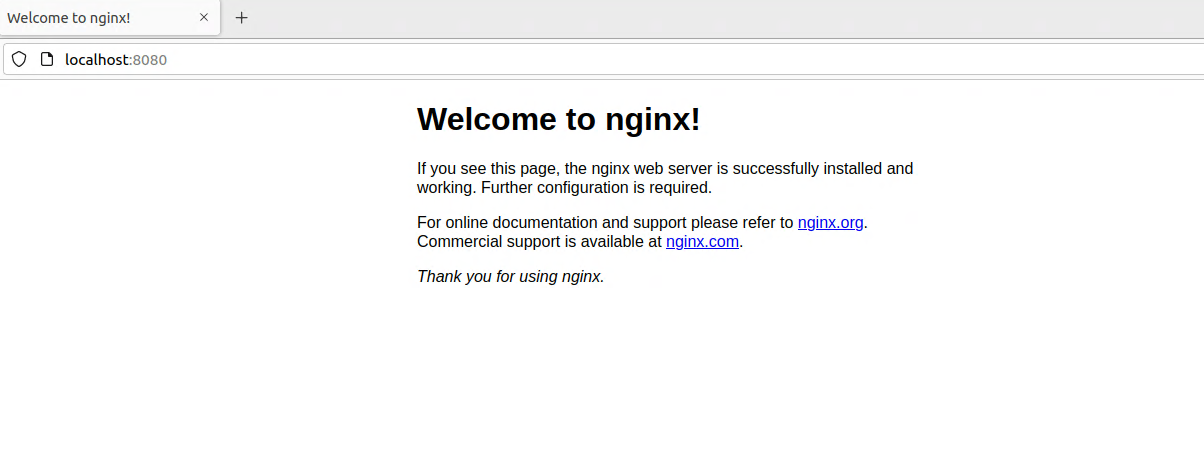 Welcome to nginx!
localhost:8080
Welcome to nginx!
If you see this page, the nginx web server is successfully installed and
working. Further configuration is required.
For online documentation and support please refer to nginx.org.
Commercial support is available at nginx.com.
Thank you for using nginx.